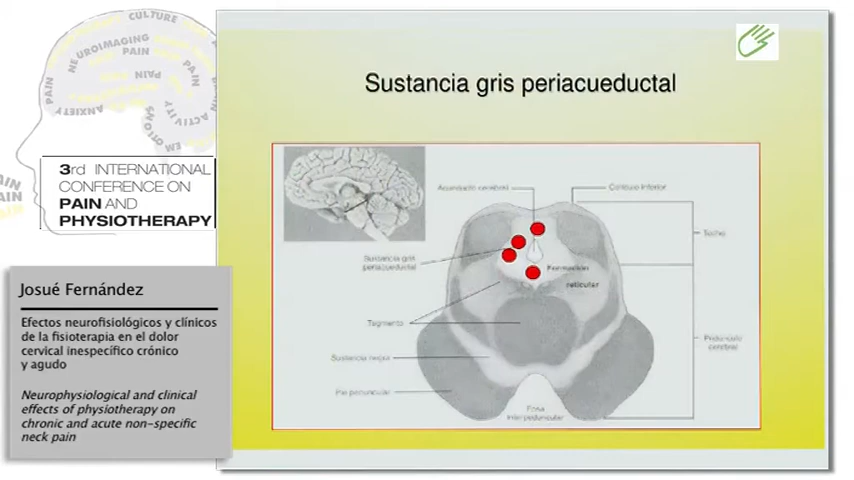 CULTURE
NEUROIMAGING
PAIN
PAIN
PAIN
PAIN
ANXIETY
ACTIVITY
3rd INTERNATIONAL
CONFERENCE ON
PAIN AND
PHYSIOTHERAPY
AIN
AIN
Josué Fernández
Efectos neurofisiológicos y clínicos
de la fisioterapia en el dolor
cervical inespecífico crónico
y agudo
Neurophysiological and clinical
effects of physiotherapy on
chronic and acute non-specific
neck pain
Sustancia gris periacueductal
Acueducto cerebral
Colículo inferior
Techo
Sustancia gris
periacueductal
Formación
reticular
Tegmento
Pedúnculo
cerebral
Sustancia negra
Pie peduncular
Fosa
interpeduncular